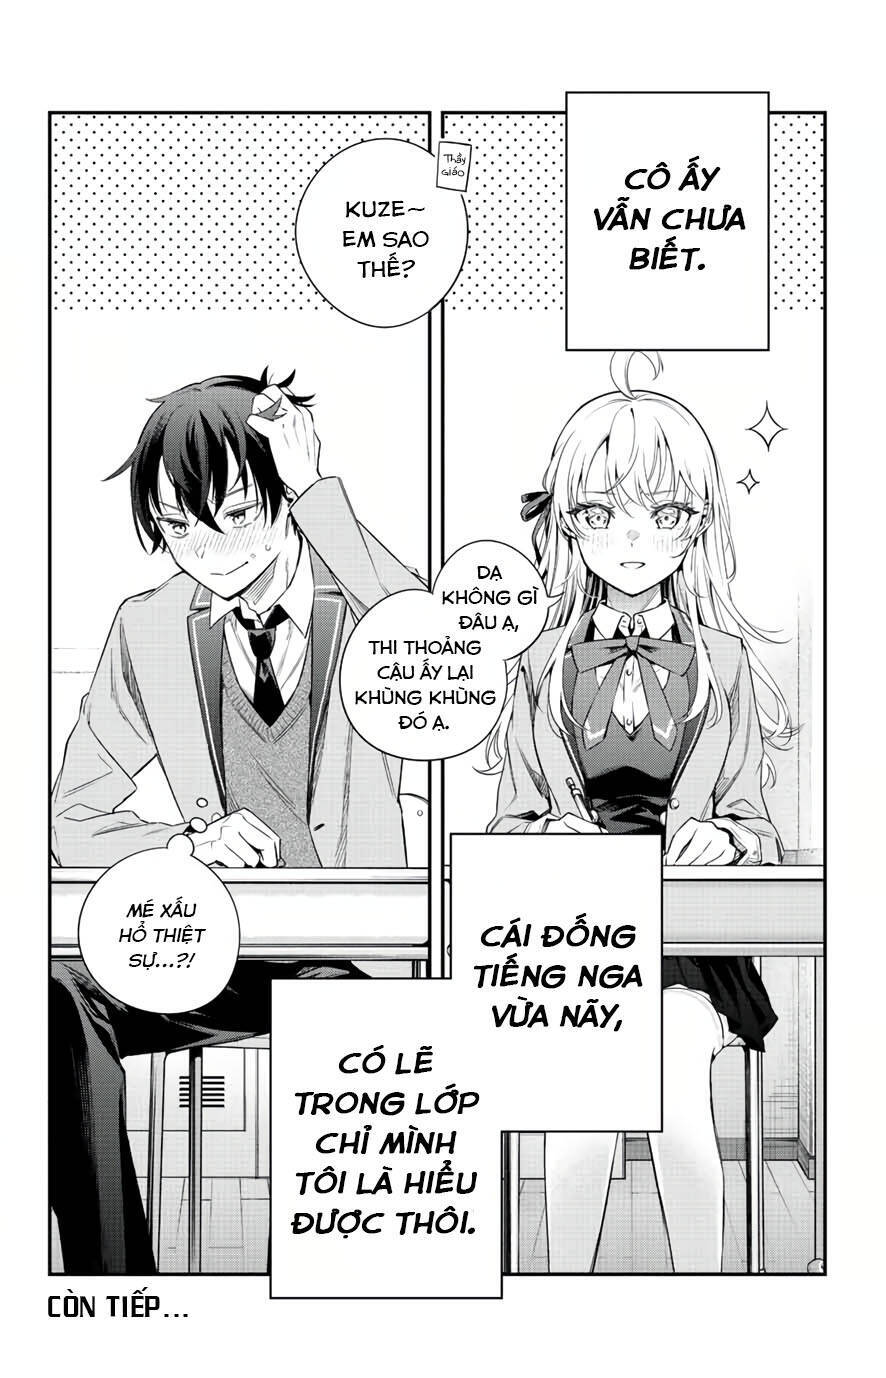 CÔ ẤY
VẪN CHƯA
BIẾT.
Thầy
Giáo
KUZE~
EM SAO
THẾ?
DẠ
KHÔNG GÌ
ĐÂU Ạ,
THI THOẢNG
CẬU ẤY LẠI
KHÙNG KHÙNG
ĐÓ Ạ.
CÁI ĐỐNG
TIẾNG NGA
VỪA NÃY,
MÉ XẤU
HỔ THIỆT
SỰ...?!
CÓ LẼ
TRONG LỚP
CHỈ MÌNH
TÔI LÀ HIỂU
ĐƯỢC THÔI.
CÒN TIẾP...